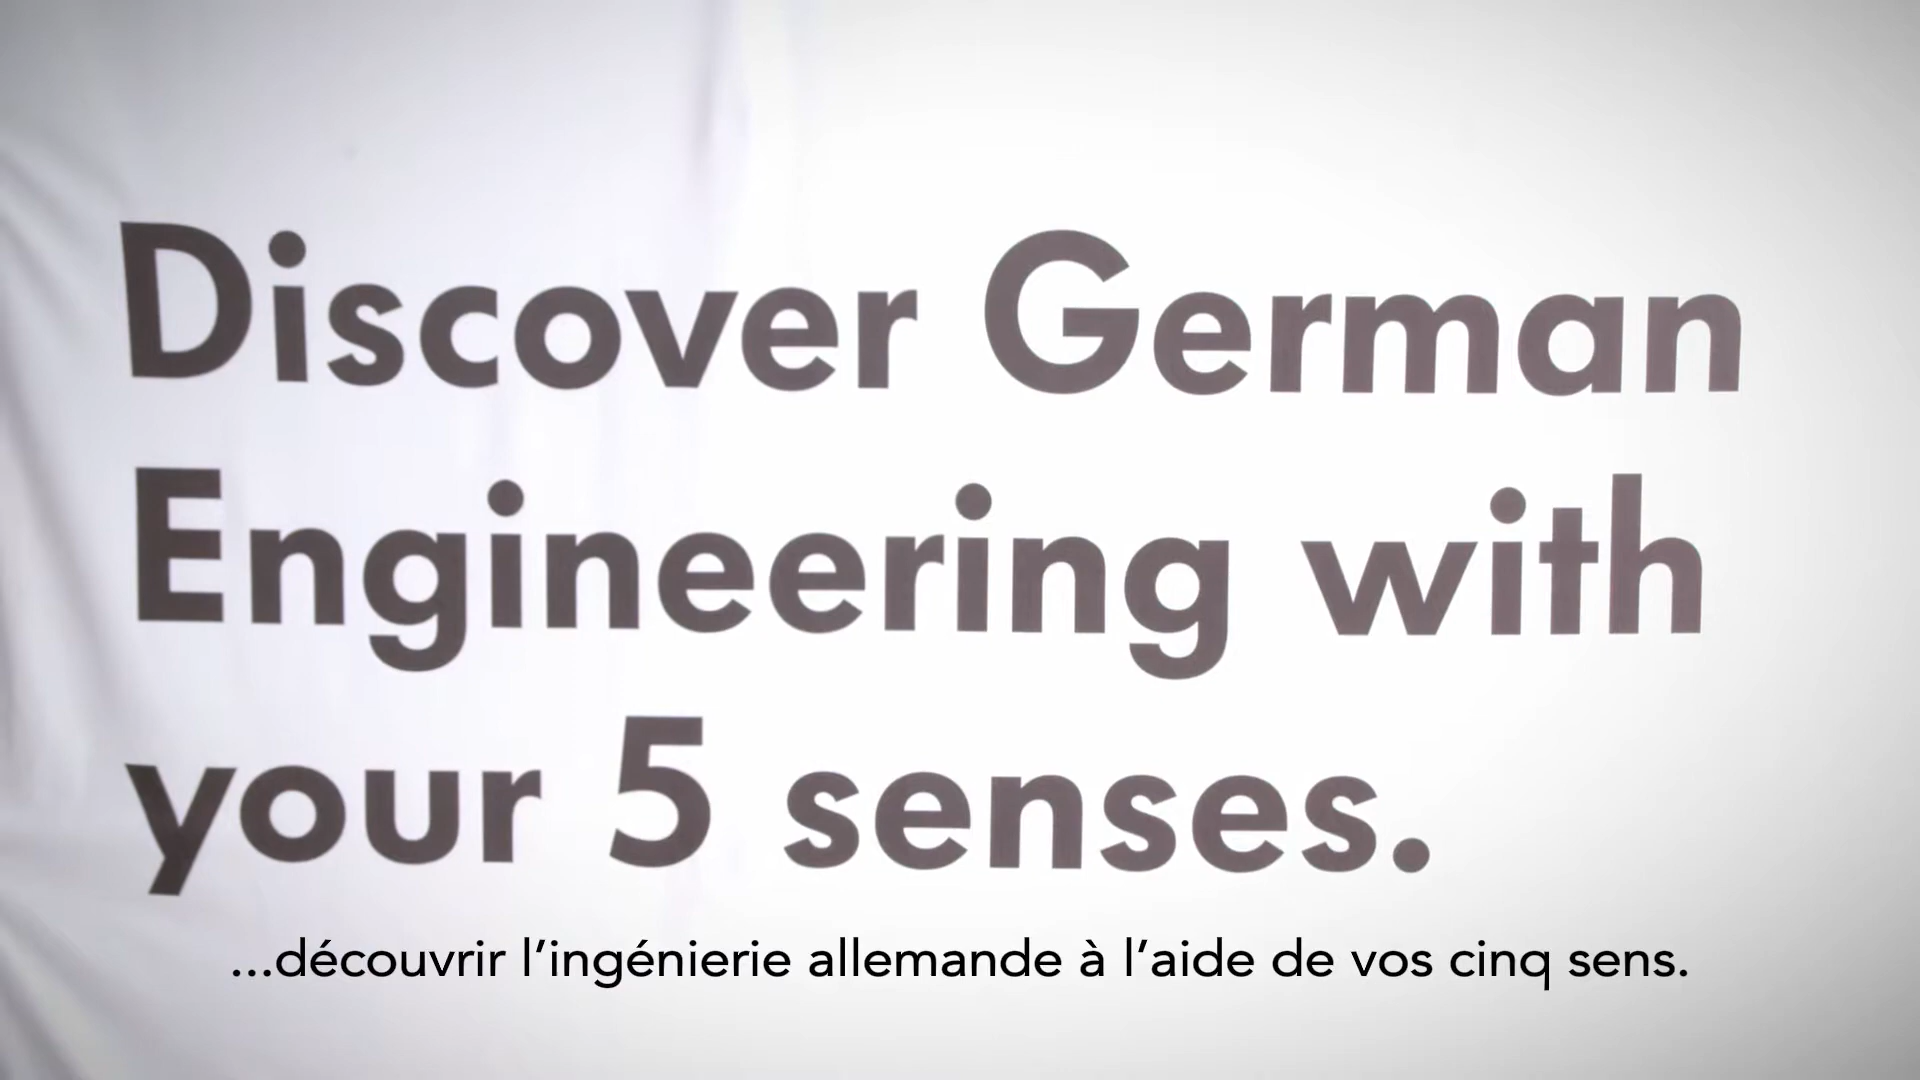 Discover German
Engineering with
your 5 senses.
...découvrir l’ingénierie allemande à l’aide de vos cinq sens.